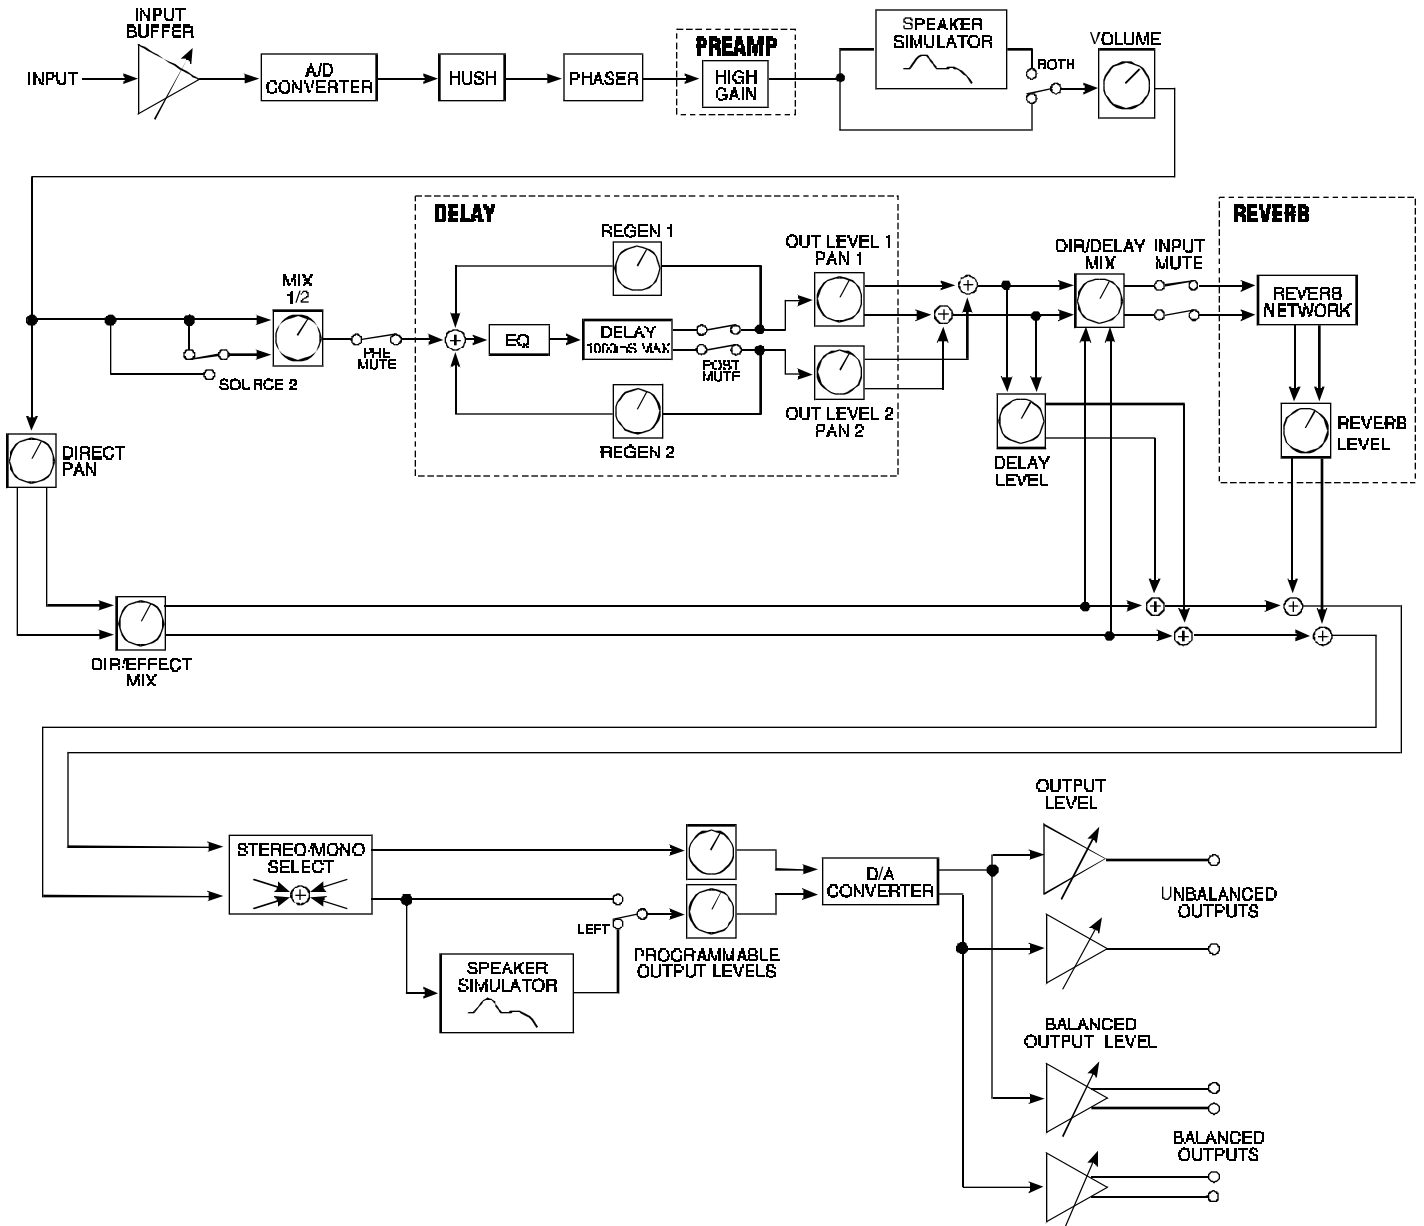 INPUT
BUFFER
INPUT
A/D
CONVERTER
HUSH
PHASER
PREAMP
HIGH
GAIN
SPEAKER
SIMULATOR
BOTH
VOLUME
DELAY
REGEN 1
OUT LEVEL 1
PAN 1
DIR/DELAY
MIX
INPUT
MUTE
REVERB
MIX
1/2
PRE
MUTE
EQ
DELAY
1000mS MAX
POST
MUTE
REVERB
NETWORK
SOURCE 2
DIRECT
PAN
REGEN 2
OUT LEVEL 2
PAN 2
DELAY
LEVEL
REVERB
LEVEL
DIR/EFFECT
MIX
STEREO/MONO
SELECT
LEFT
SPEAKER
SIMULATOR
PROGRAMMABLE
OUTPUT LEVELS
D/A
CONVERTER
OUTPUT
LEVEL
UNBALANCED
OUTPUTS
BALANCED
OUTPUT LEVEL
BALANCED
OUTPUTS